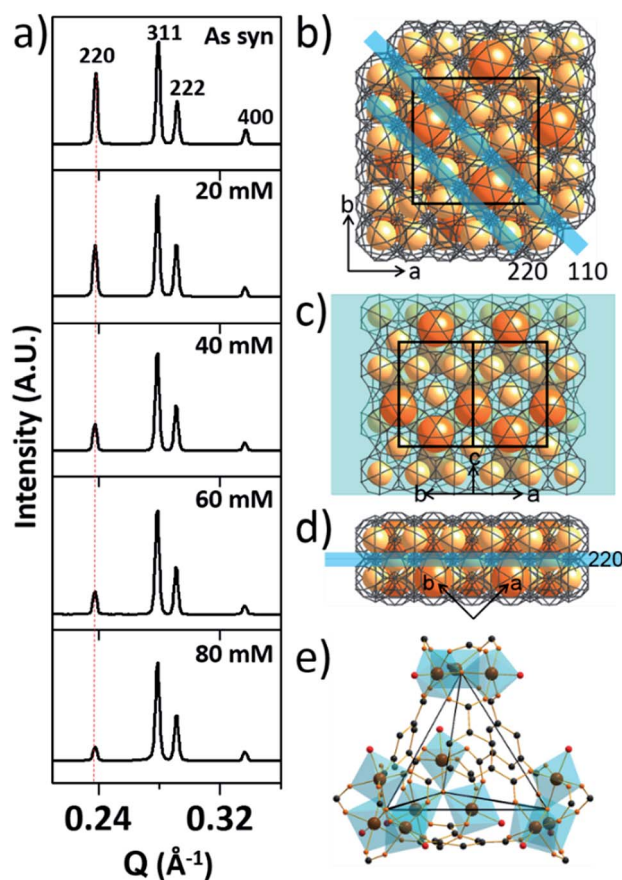 a)
220
311
As syn
222
400
20 mM
40 mM
60 mM
80 mM
Intensity (A.U.)
0.24 0.32
Q (Å⁻¹)
b)
b
a
220 110
c)
c
b a
d)
220
b a
e)